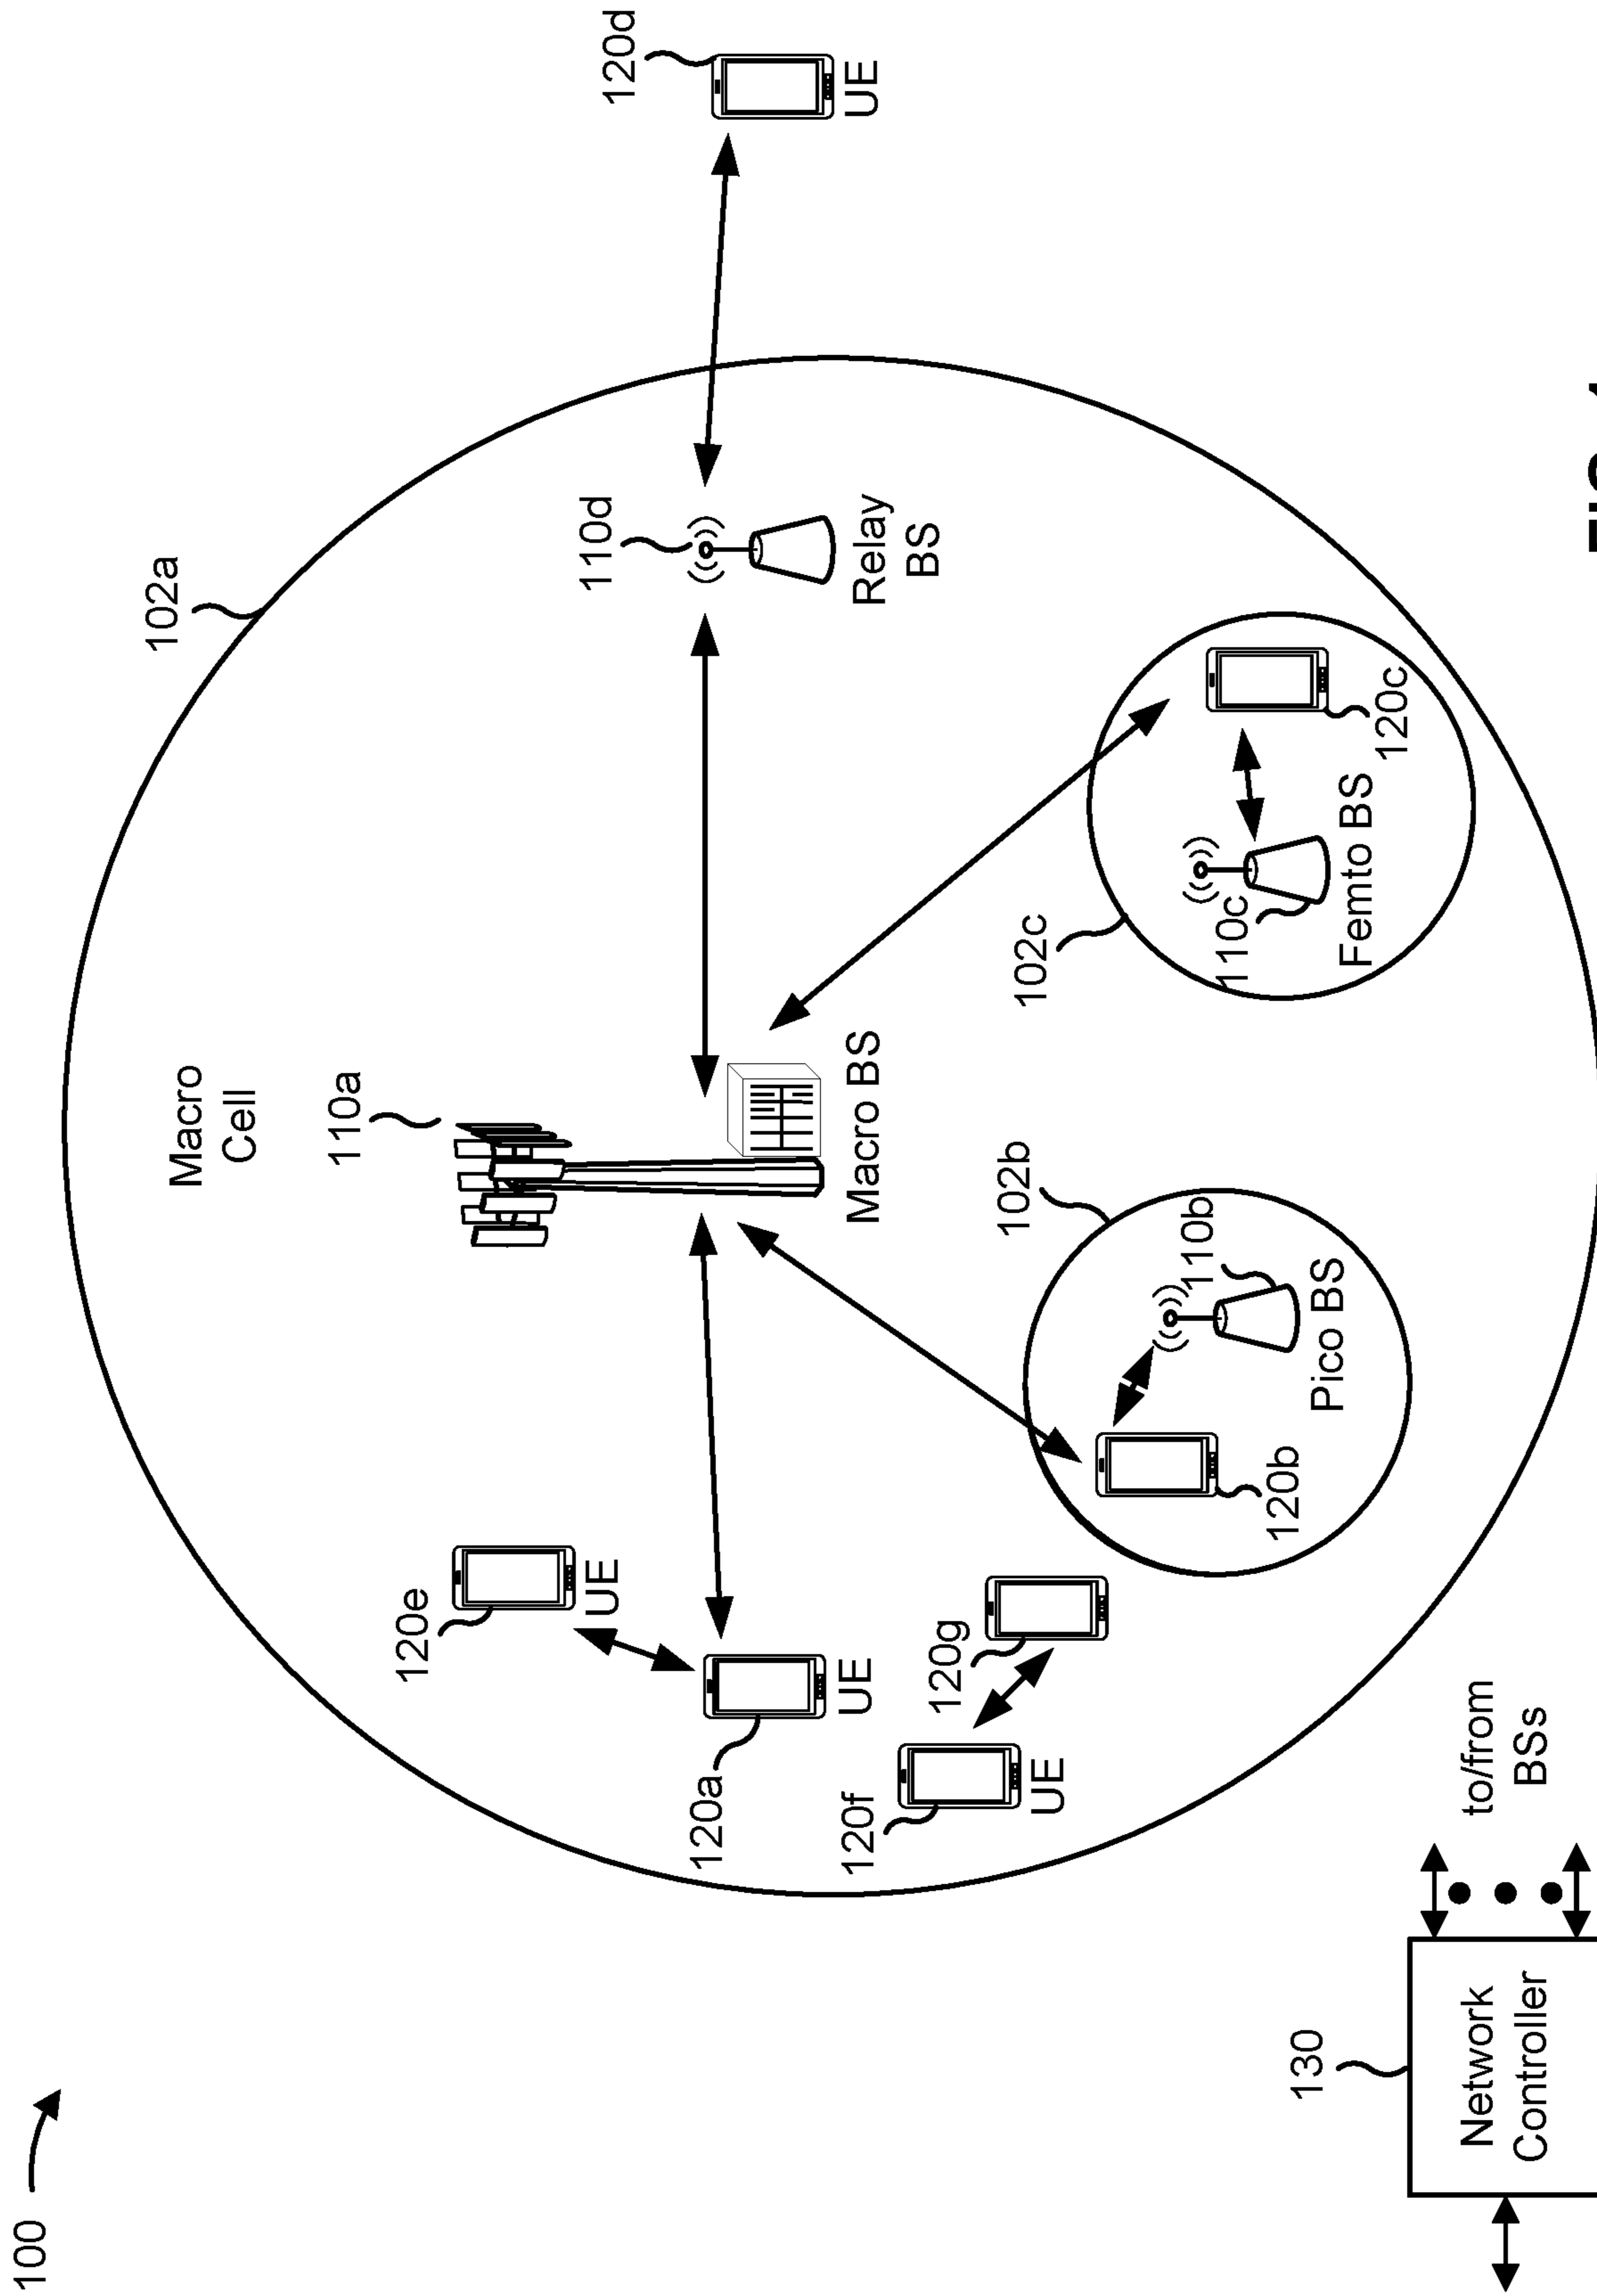 100
102a
Macro
Cell
110a
120e
UE
110d
120d
UE
120a
UE
Macro BS
Relay
BS
120f
UE
120g
102b
102c
110b
110c
120b
Pico BS
Femto BS
120c
130
Network
Controller
to/from
BSs